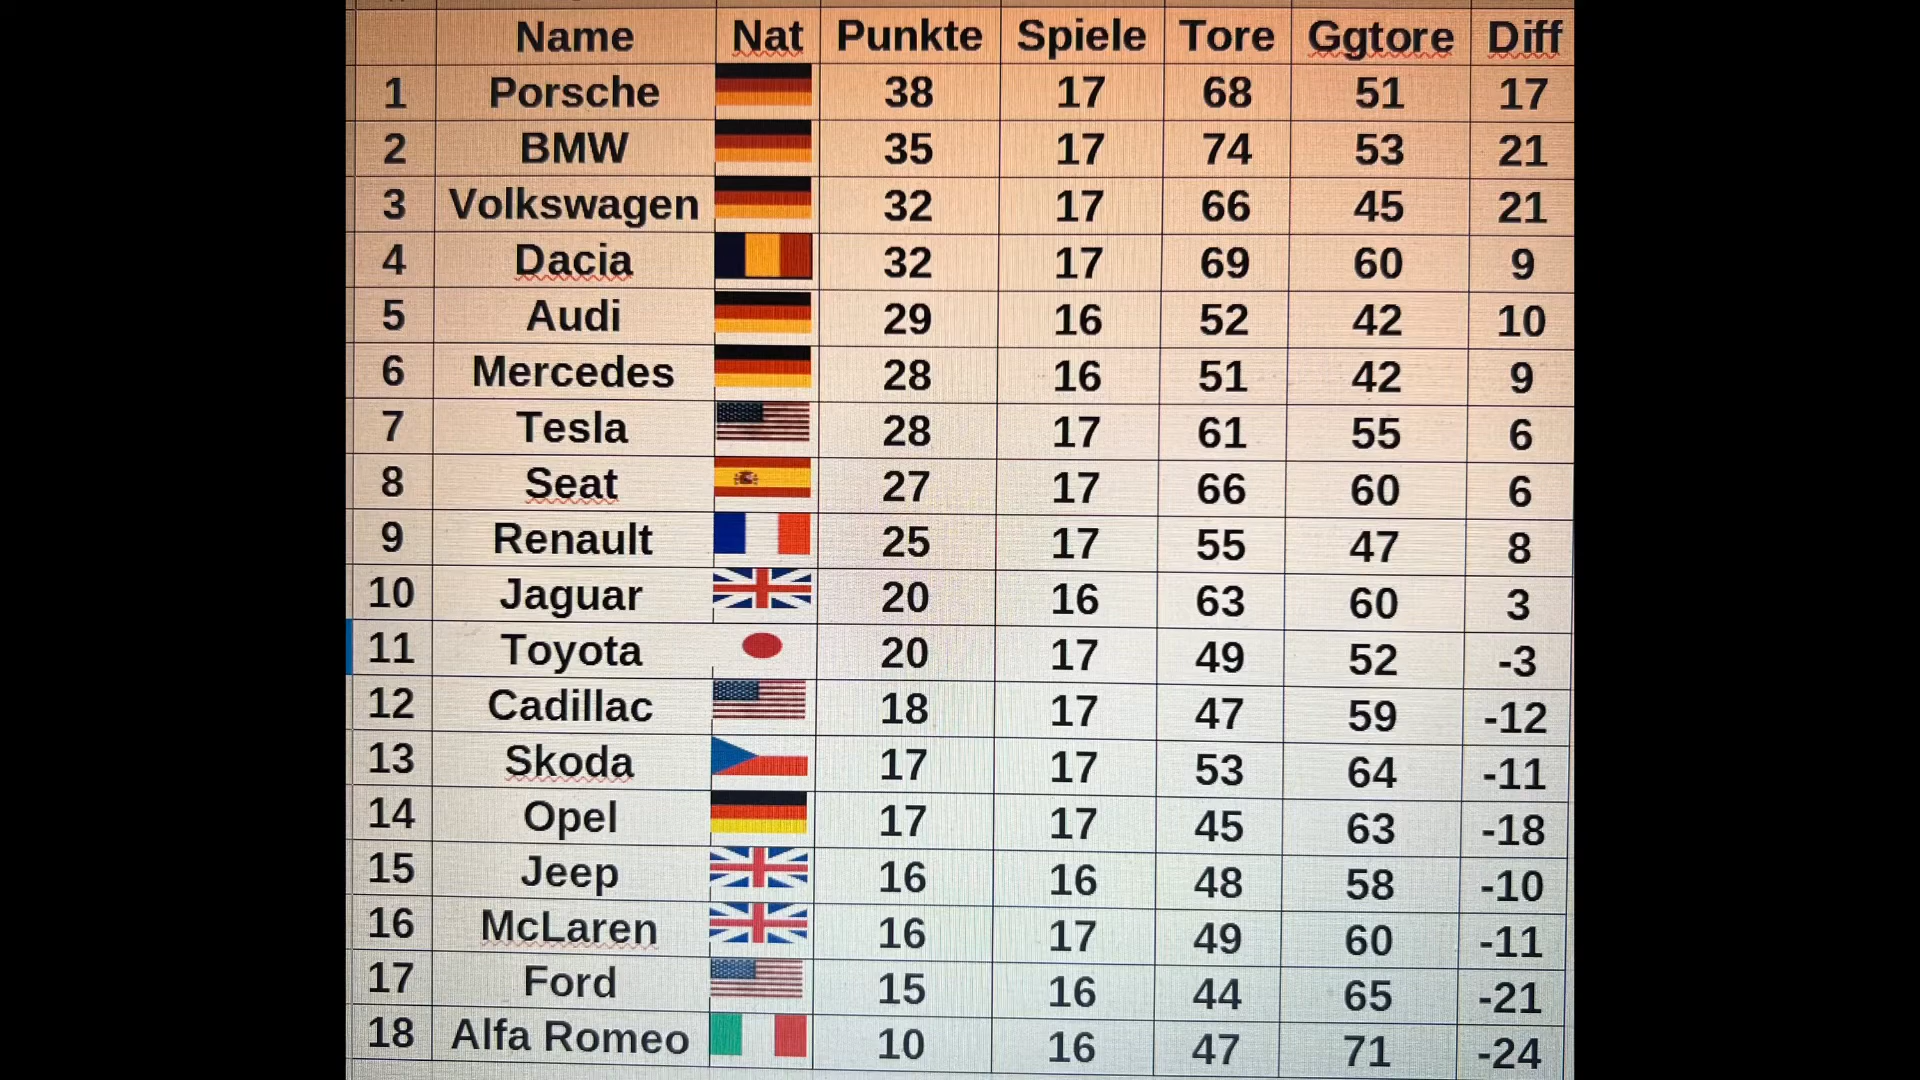 Name Nat Punkte Spiele Tore Ggtore Diff
1 Porsche 38 17 68 51 17
2 BMW 35 17 74 53 21
3 Volkswagen 32 17 66 45 21
4 Dacia 32 17 69 60 9
5 Audi 29 16 52 42 10
6 Mercedes 28 16 51 42 9
7 Tesla 28 17 61 55 6
8 Seat 27 17 66 60 6
9 Renault 25 17 55 47 8
10 Jaguar 20 16 63 60 3
11 Toyota 20 17 49 52 -3
12 Cadillac 18 17 47 59 -12
13 Skoda 17 17 53 64 -11
14 Opel 17 17 45 63 -18
15 Jeep 16 16 48 58 -10
16 McLaren 16 17 49 60 -11
17 Ford 15 16 44 65 -21
18 Alfa Romeo 10 16 47 71 -24